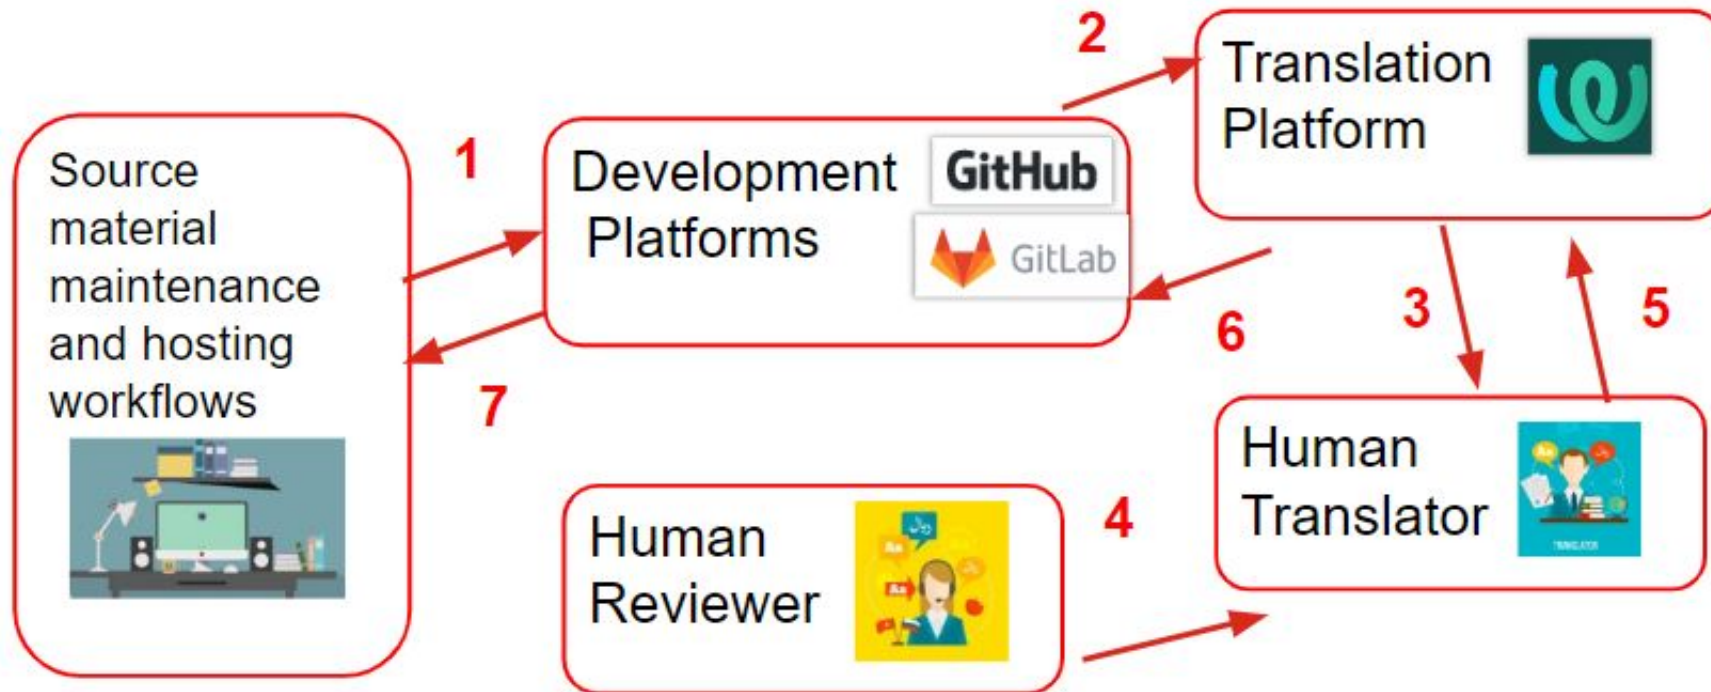 Source
material
maintenance
and hosting
workflows
1
Development
Platforms
GitHub
GitLab
2
Translation
Platform
3
5
6
7
Human
Translator
TRANSLATOR
Human
Reviewer
4